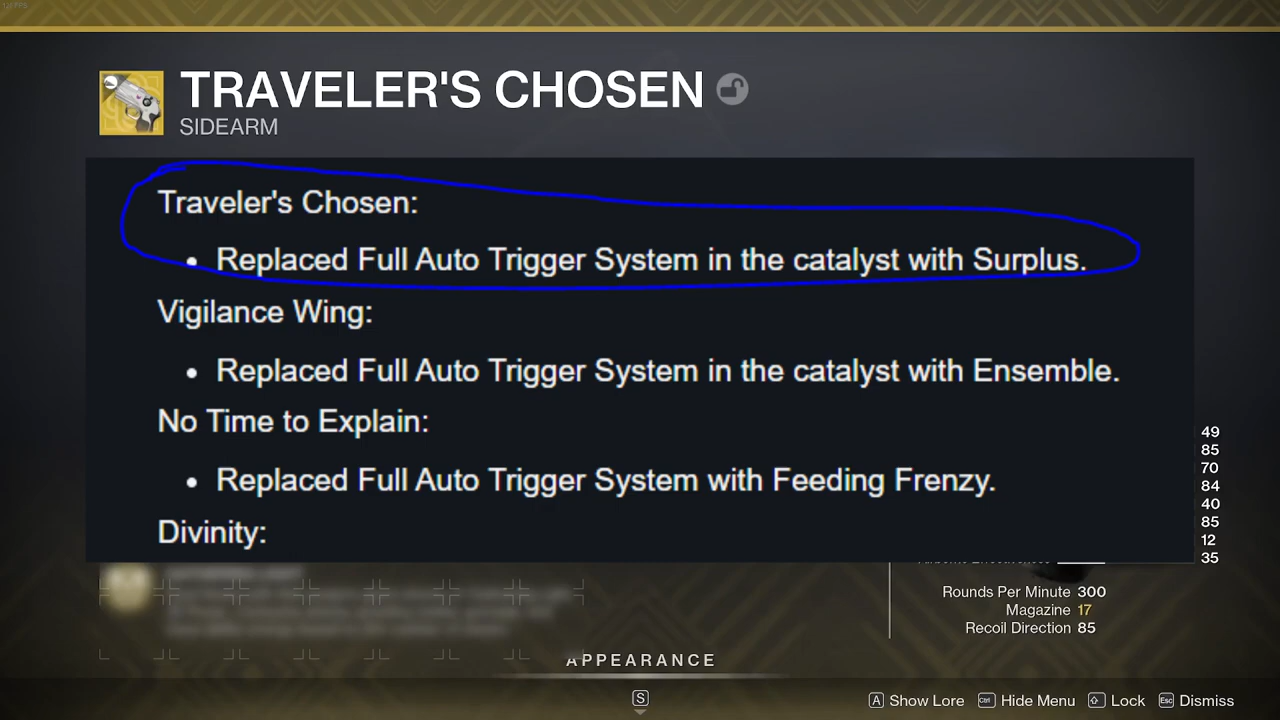 TRAVELER'S CHOSEN
SIDEARM
Traveler's Chosen:
• Replaced Full Auto Trigger System in the catalyst with Surplus.
Vigilance Wing:
• Replaced Full Auto Trigger System in the catalyst with Ensemble.
No Time to Explain:
• Replaced Full Auto Trigger System with Feeding Frenzy.
Divinity:
49
85
70
84
40
85
12
35
Rounds Per Minute 300
Magazine 17
Recoil Direction 85
APPEARANCE
S
A Show Lore Ctrl Hide Menu Lock Esc Dismiss